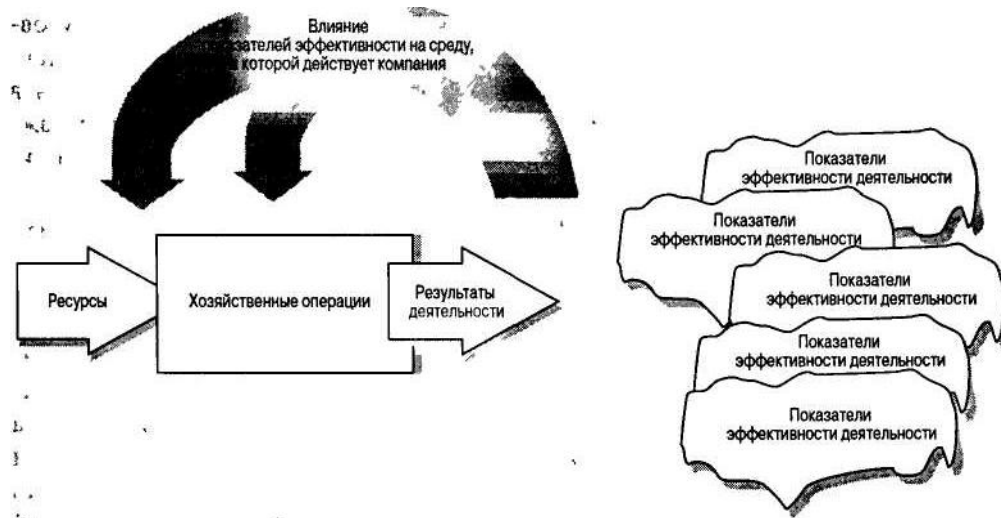 Влияние
зателей эффективности на среду,
которой действует компания
Ресурсы
Хозяйственные операции
Результаты
деятельности
Показатели
эффективности деятельности
Показатели
эффективности деятельности
Показатели
эффективности деятельности
Показатели
эффективности деятельности
Показатели
эффективности деятельности